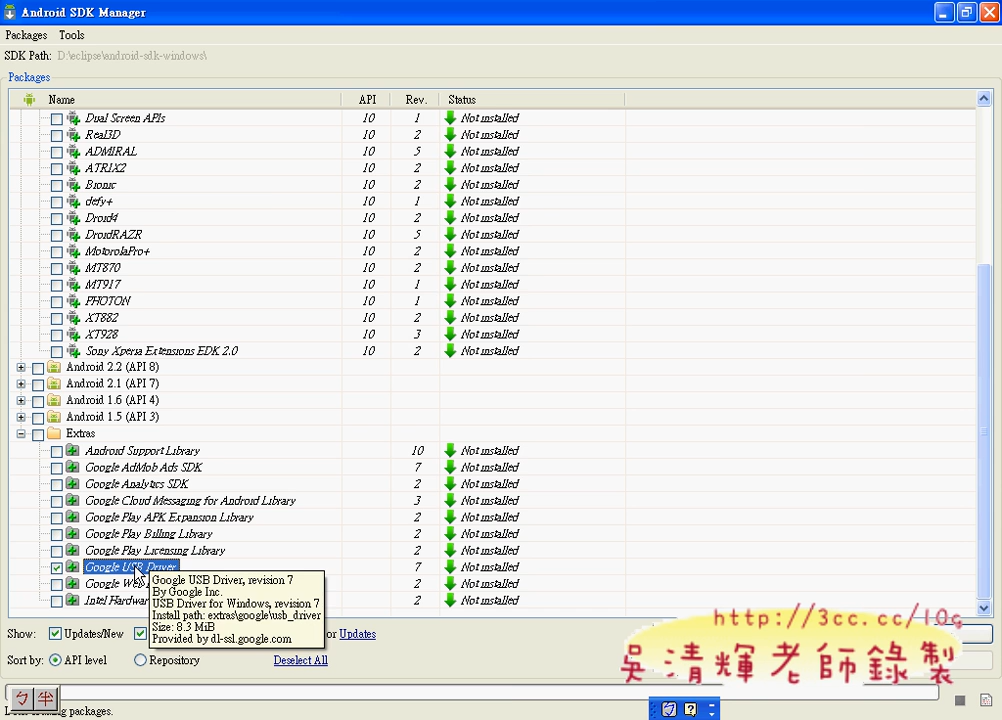 Android SDK Manager
Packages Tools
SDK Path: D:\eclipse\android-sdk-windows\
Packages
Name API Rev. Status
Dual Screen APIs 10 1 Not installed
Real3D 10 2 Not installed
ADMIRAL 10 5 Not installed
ATRIX2 10 2 Not installed
Bionic 10 2 Not installed
defy+ 10 1 Not installed
Droid4 10 2 Not installed
DroidRAZR 10 5 Not installed
MotorolaPro+ 10 2 Not installed
MT870 10 2 Not installed
MT917 10 1 Not installed
PHOTON 10 1 Not installed
XT882 10 2 Not installed
XT928 10 3 Not installed
Sony Xperia Extensions EDK 2.0 10 2 Not installed
Android 2.2 (API 8)
Android 2.1 (API 7)
Android 1.6 (API 4)
Android 1.5 (API 3)
Extras
Android Support Library 10 Not installed
Google AdMob Ads SDK 7 Not installed
Google Analytics SDK 2 Not installed
Google Cloud Messaging for Android Library 3 Not installed
Google Play APK Expansion Library 2 Not installed
Google Play Billing Library 2 Not installed
Google Play Licensing Library 2 Not installed
Google USB Driver 7 Not installed
Google We 2 Not installed
Intel Hardwar 2 Not installed
Google USB Driver, revision 7
By Google Inc.
USB Driver for Windows, revision 7
Install path: extras\google\usb_driver
Size: 8.3 MiB
Provided by dl-ssl.google.com
Show: Updates/New or Updates
Sort by: API level Repository Deselect All
http://3cc.cc/10g
吳清輝老師錄製
ㄅ半
packages.